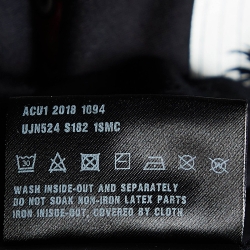 ACU1 2018 1094
UJN524 S182 1SMC
WASH INSIDE-OUT AND SEPARATELY
DO NOT SOAK NON-IRON LATEX PARTS
IRON INISDE-OUT, COVERED BY CLOTH